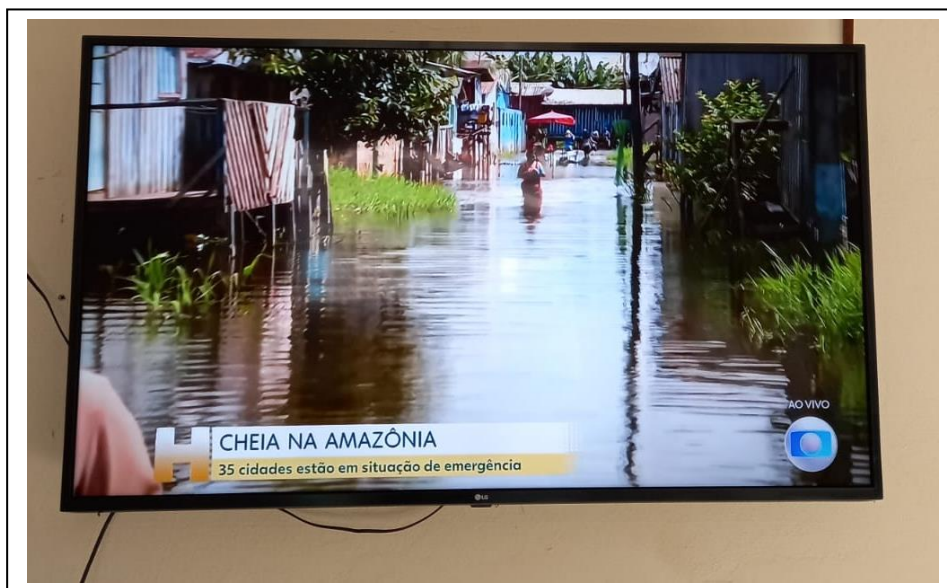 AO VIVO
H
CHEIA NA AMAZÔNIA
35 cidades estão em situação de emergência
LG